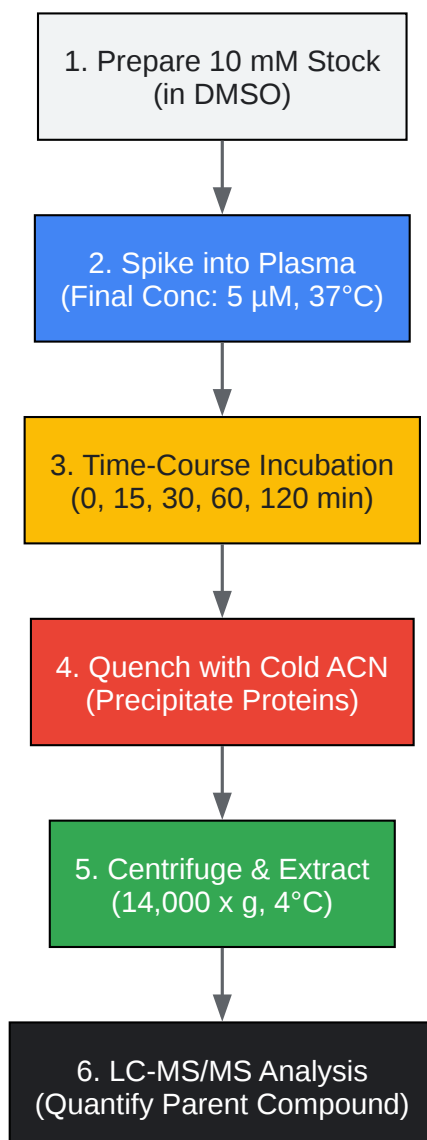 1. Prepare 10 mM Stock
(in DMSO)
2. Spike into Plasma
(Final Conc: 5 µM, 37°C)
3. Time-Course Incubation
(0, 15, 30, 60, 120 min)
4. Quench with Cold ACN
(Precipitate Proteins)
5. Centrifuge & Extract
(14,000 x g, 4°C)
6. LC-MS/MS Analysis
(Quantify Parent Compound)